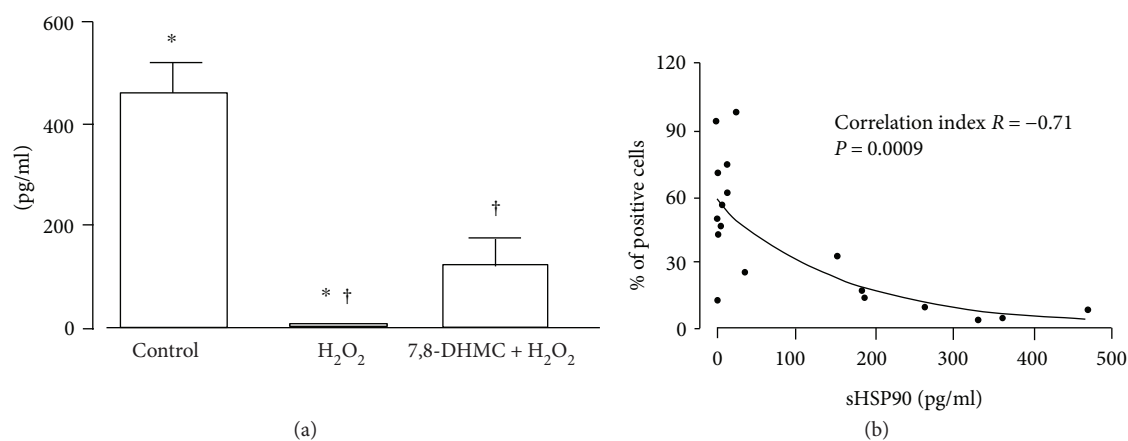 600
400
200
0
(pg/ml)
*
* †
†
Control
H₂O₂
7,8-DHMC + H₂O₂
(a)
120
90
60
30
0
% of positive cells
Correlation index R = −0.71
P = 0.0009
0 100 200 300 400 500
sHSP90 (pg/ml)
(b)